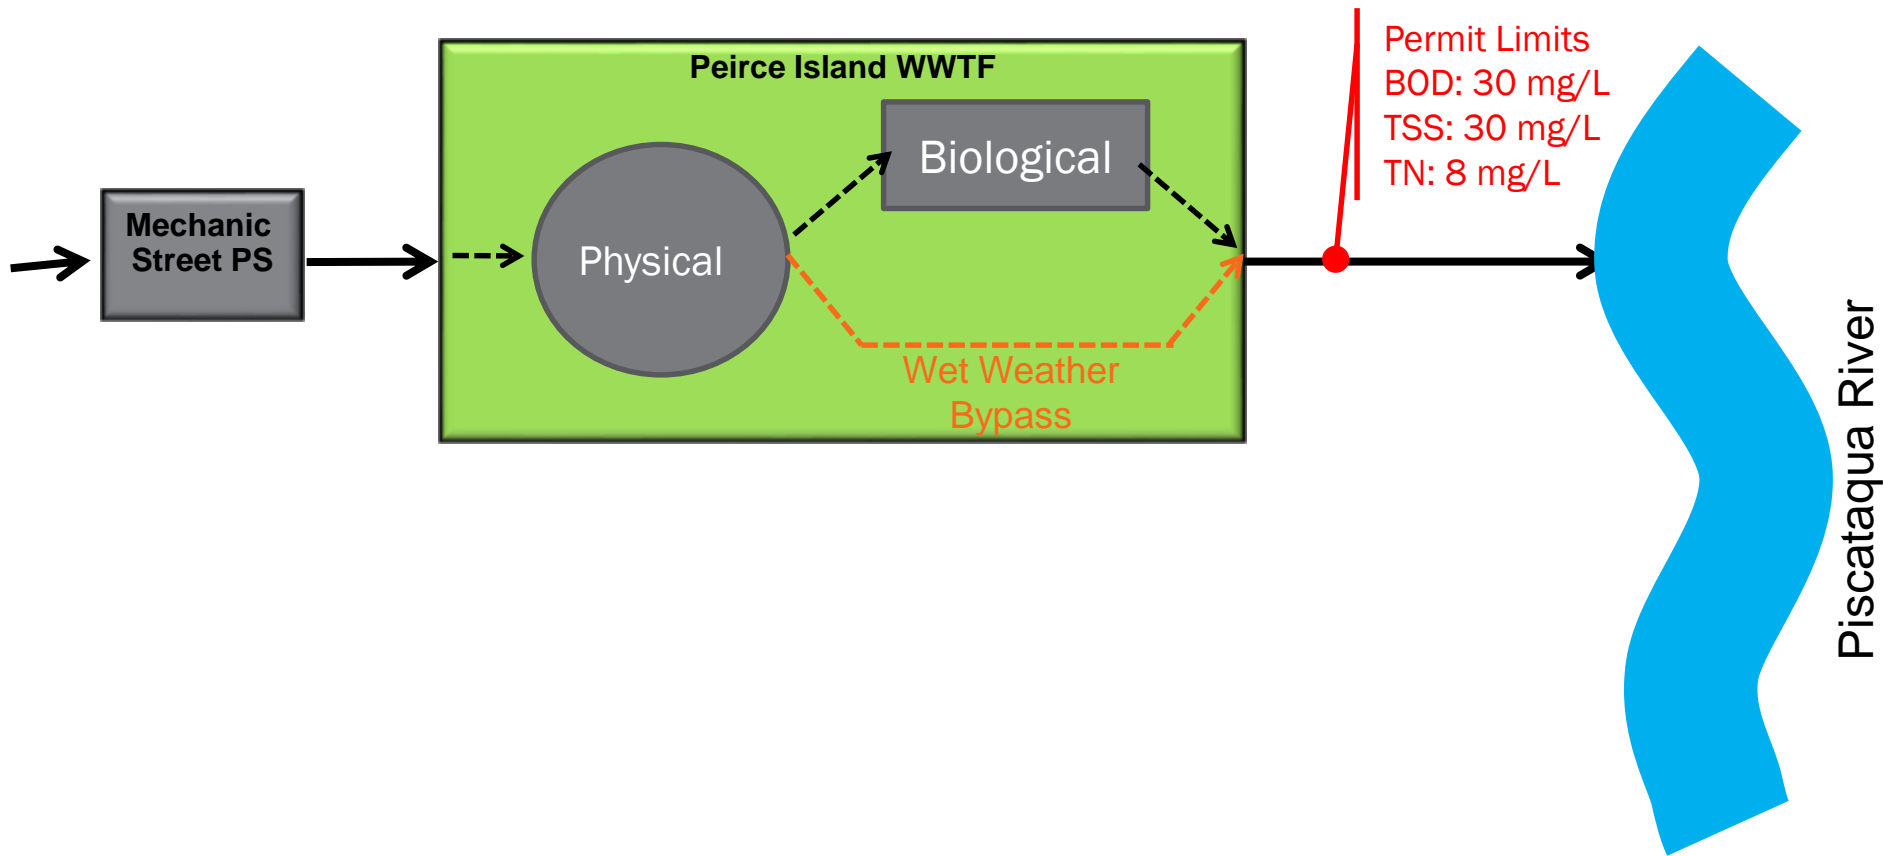 Peirce Island WWTF
Mechanic
Street PS
Physical
Biological
Wet Weather
Bypass
Permit Limits
BOD: 30 mg/L
TSS: 30 mg/L
TN: 8 mg/L
Piscataqua River